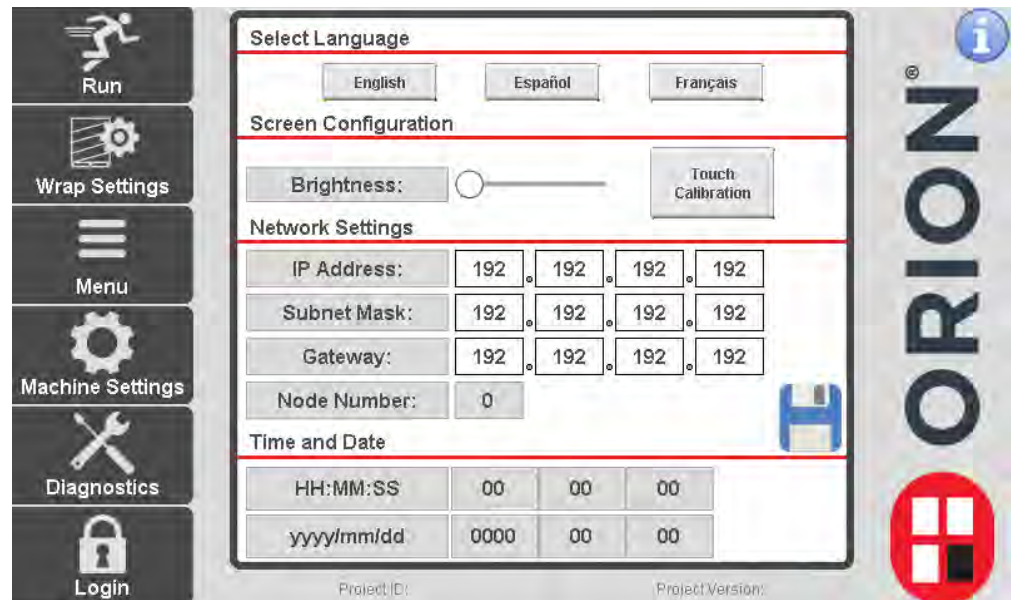 Run
Wrap Settings
Menu
Machine Settings
Diagnostics
Login
Select Language
English Español Français
Screen Configuration
Brightness:
Touch
Calibration
Network Settings
IP Address: 192 . 192 . 192 . 192
Subnet Mask: 192 . 192 . 192 . 192
Gateway: 192 . 192 . 192 . 192
Node Number: 0
Time and Date
HH:MM:SS 00 00 00
yyyy/mm/dd 0000 00 00
Project ID: Project Version:
i
ORION®